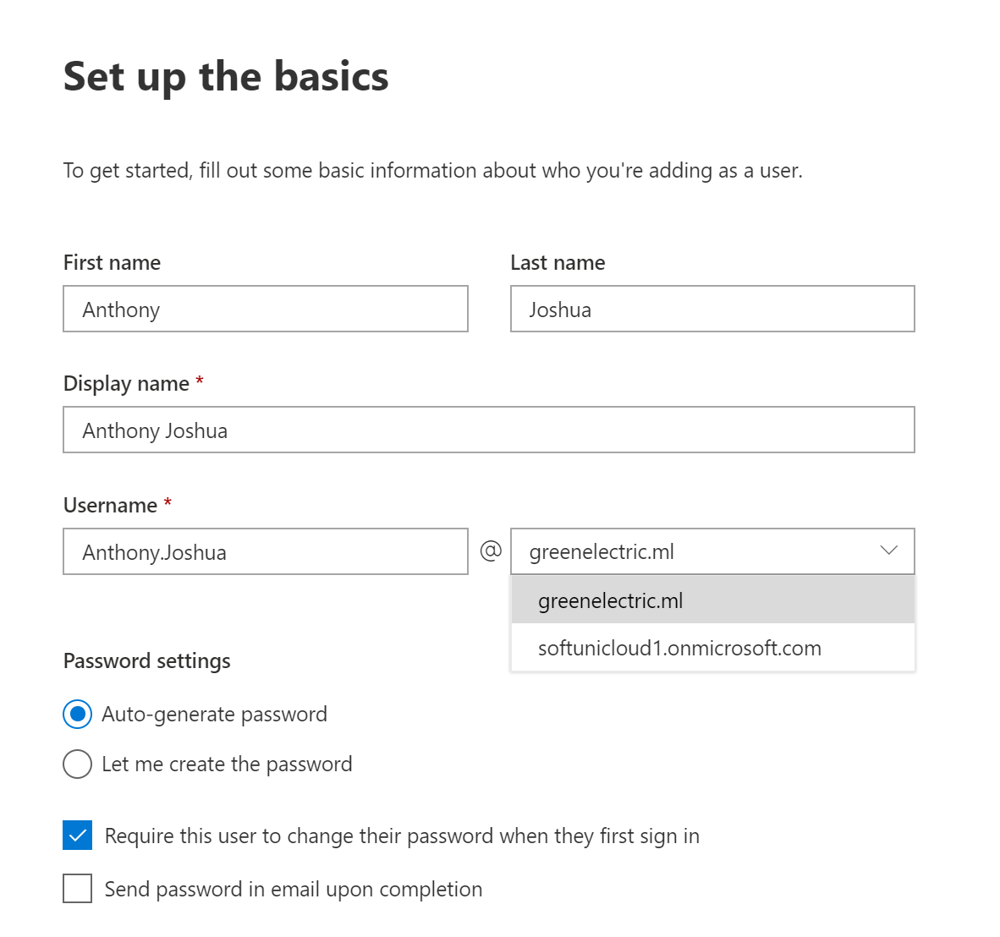 Set up the basics
To get started, fill out some basic information about who you're adding as a user.
First name
Last name
Anthony
Joshua
Display name *
Anthony Joshua
Username *
Anthony.Joshua @ greenelectric.ml
greenelectric.ml
softunicloud1.onmicrosoft.com
Password settings
Auto-generate password
Let me create the password
Require this user to change their password when they first sign in
Send password in email upon completion